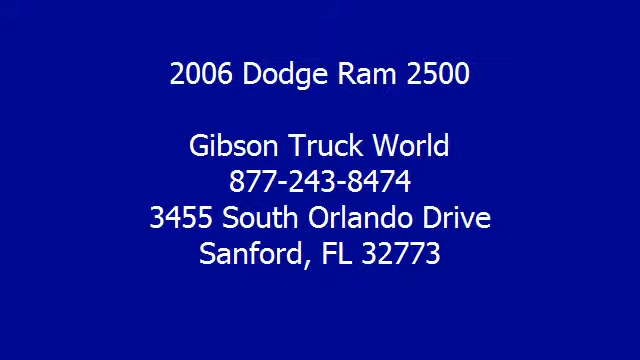 2006 Dodge Ram 2500
Gibson Truck World
877-243-8474
3455 South Orlando Drive
Sanford, FL 32773